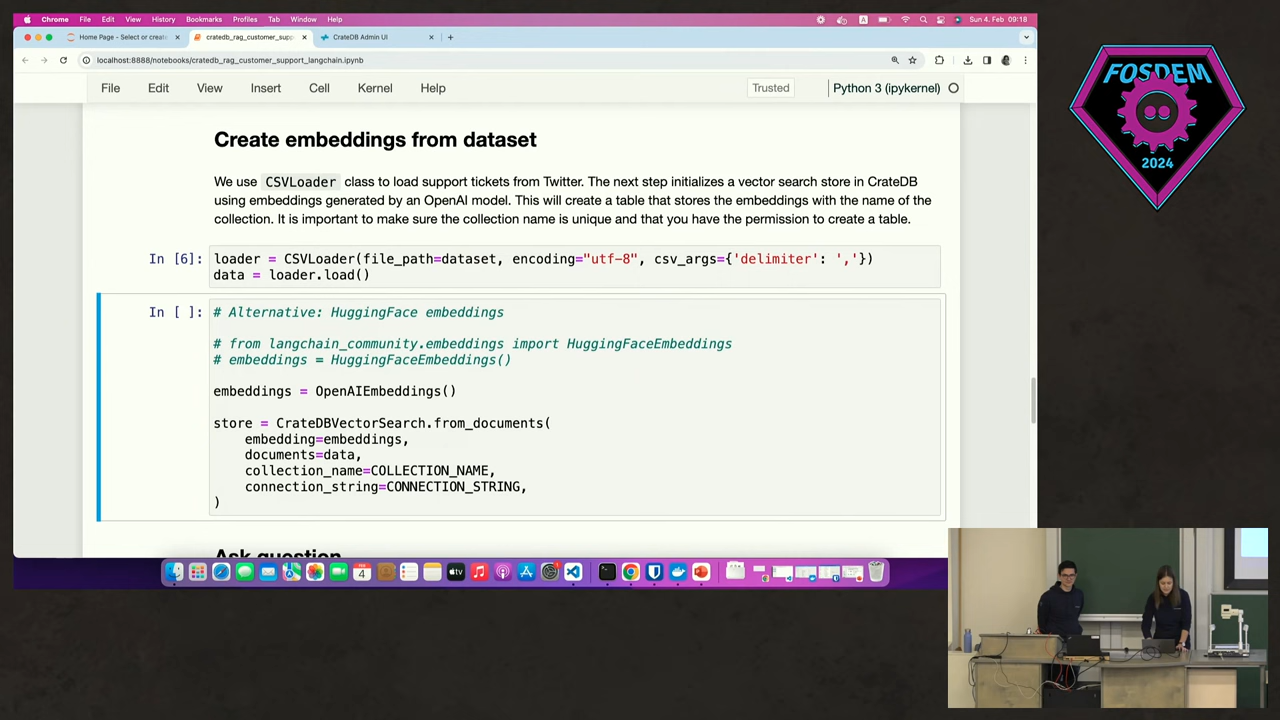 Chrome File Edit View History Bookmarks Profiles Tab Window Help
Sun 4. Feb 09:18
Home Page - Select or create
cratedb_rag_customer_supp
CrateDB Admin UI
localhost:8888/notebooks/cratedb_rag_customer_support_langchain.ipynb
File Edit View Insert Cell Kernel Help Trusted Python 3 (ipykernel)
Create embeddings from dataset
We use CSVLoader class to load support tickets from Twitter. The next step initializes a vector search store in CrateDB
using embeddings generated by an OpenAI model. This will create a table that stores the embeddings with the name of the
collection. It is important to make sure the collection name is unique and that you have the permission to create a table.
In [6]: loader = CSVLoader(file_path=dataset, encoding="utf-8", csv_args={'delimiter': ','})
data = loader.load()
In [ ]: # Alternative: HuggingFace embeddings
# from langchain_community.embeddings import HuggingFaceEmbeddings
# embeddings = HuggingFaceEmbeddings()
embeddings = OpenAIEmbeddings()
store = CrateDBVectorSearch.from_documents(
embedding=embeddings,
documents=data,
collection_name=COLLECTION_NAME,
connection_string=CONNECTION_STRING,
)
Ask question
FOSDEM
2024